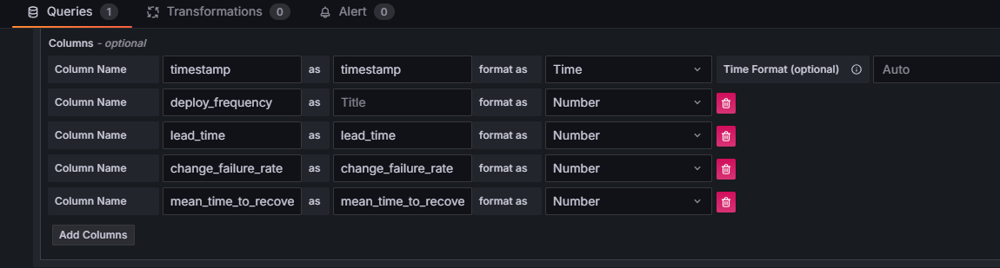 Queries 1 Transformations 0 Alert 0
Columns - optional
Column Name timestamp as timestamp format as Time Time Format (optional) Auto
Column Name deploy_frequency as Title format as Number
Column Name lead_time as lead_time format as Number
Column Name change_failure_rate as change_failure_rate format as Number
Column Name mean_time_to_recove as mean_time_to_recove format as Number
Add Columns